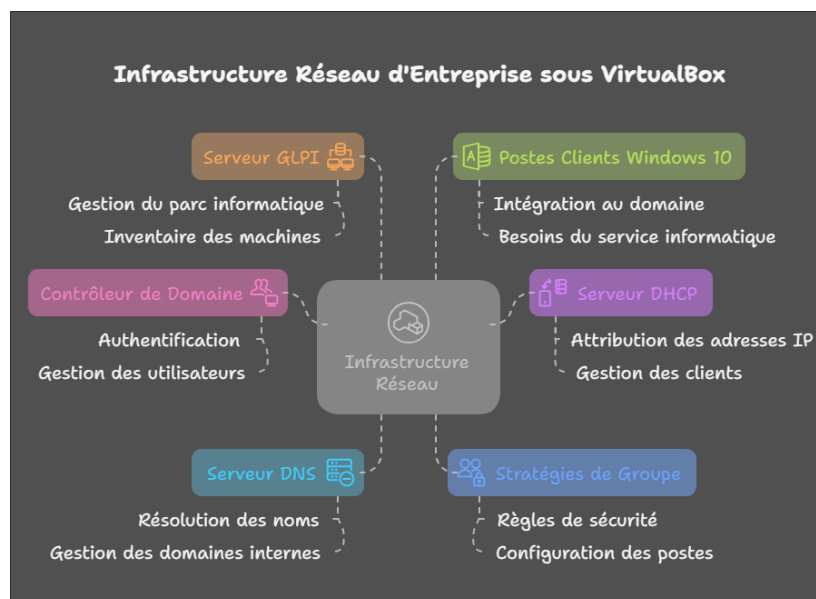 Infrastructure Réseau d'Entreprise sous VirtualBox
Serveur GLPI
Gestion du parc informatique
Inventaire des machines
Postes Clients Windows 10
Intégration au domaine
Besoins du service informatique
Contrôleur de Domaine
Authentification
Gestion des utilisateurs
Infrastructure
Réseau
Serveur DHCP
Attribution des adresses IP
Gestion des clients
Serveur DNS
Résolution des noms
Gestion des domaines internes
Stratégies de Groupe
Règles de sécurité
Configuration des postes